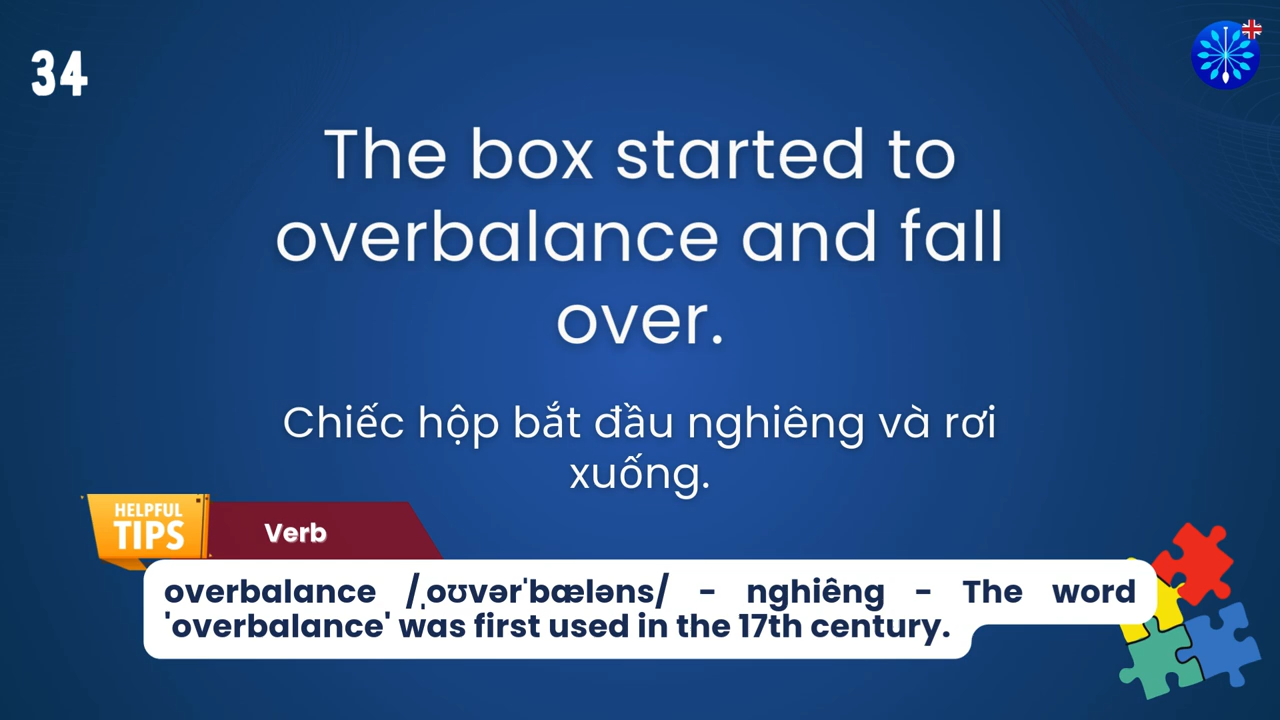 34
The box started to
overbalance and fall
over.
Chiếc hộp bắt đầu nghiêng và rơi
xuống.
HELPFUL
TIPS
Verb
overbalance /ˌoʊvərˈbæləns/ - nghiêng - The word
'overbalance' was first used in the 17th century.